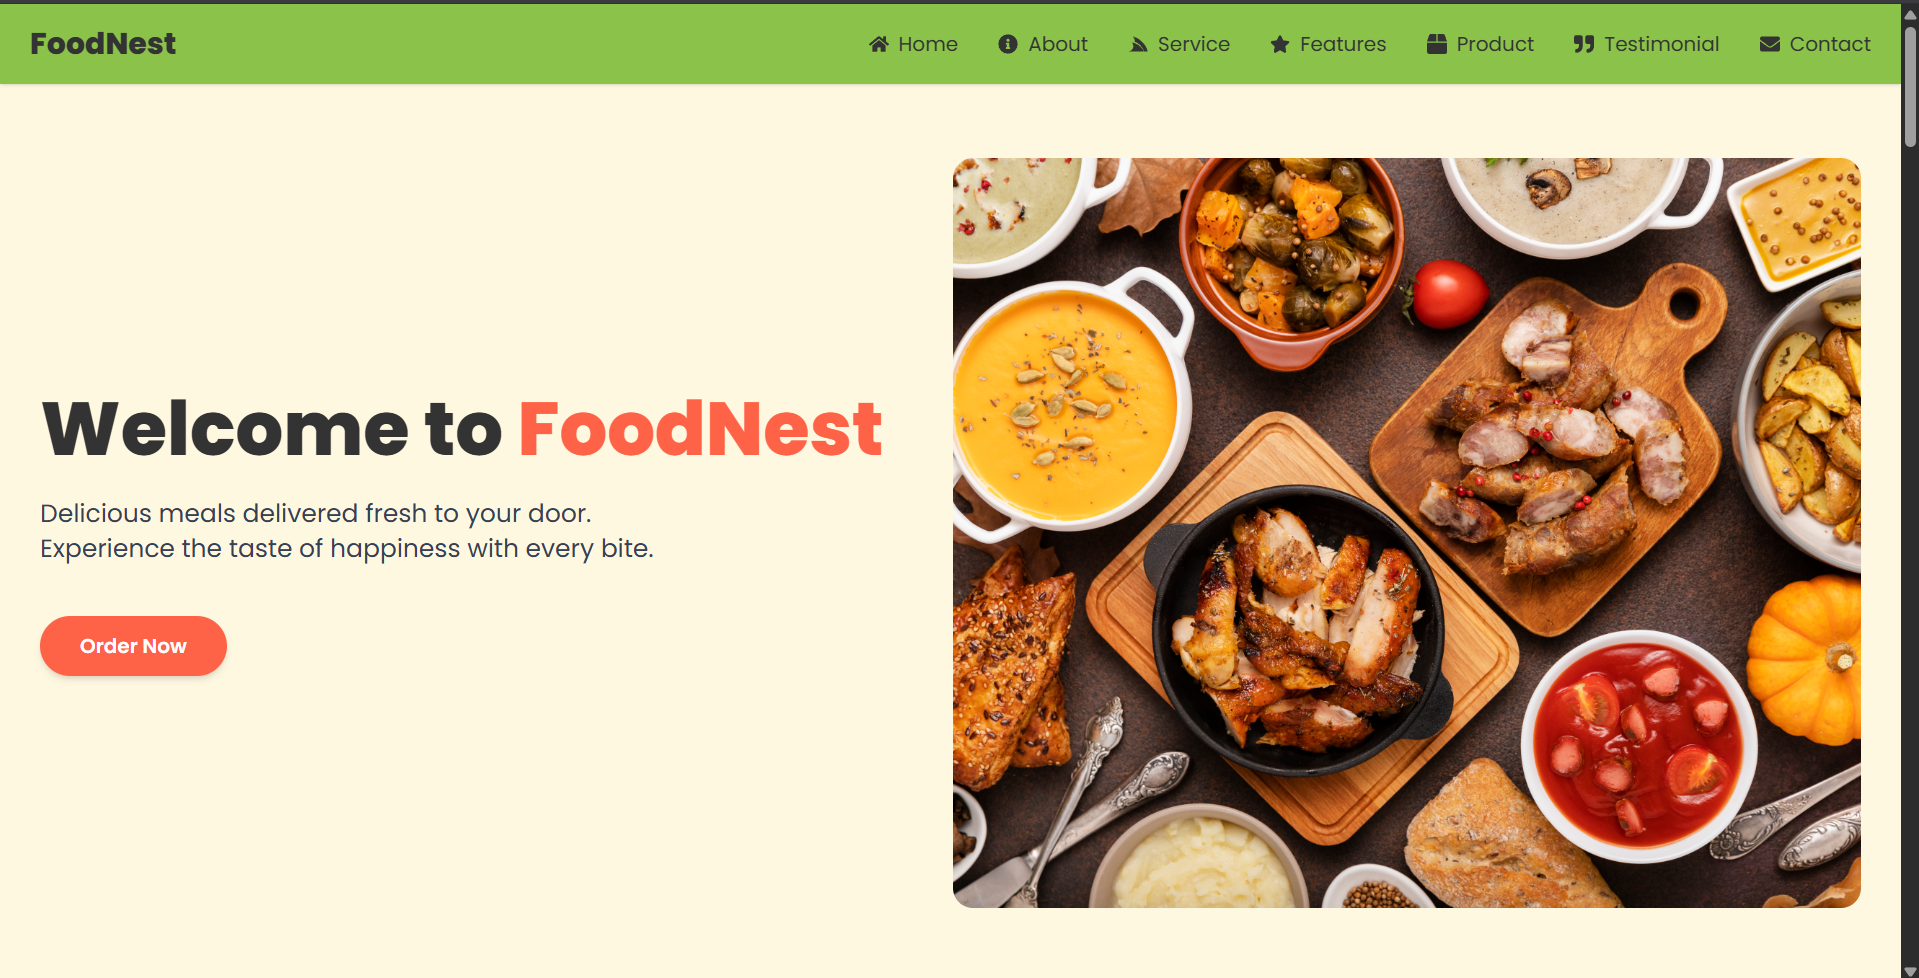 FoodNest
Home About Service Features Product Testimonial Contact
Welcome to FoodNest
Delicious meals delivered fresh to your door.
Experience the taste of happiness with every bite.
Order Now